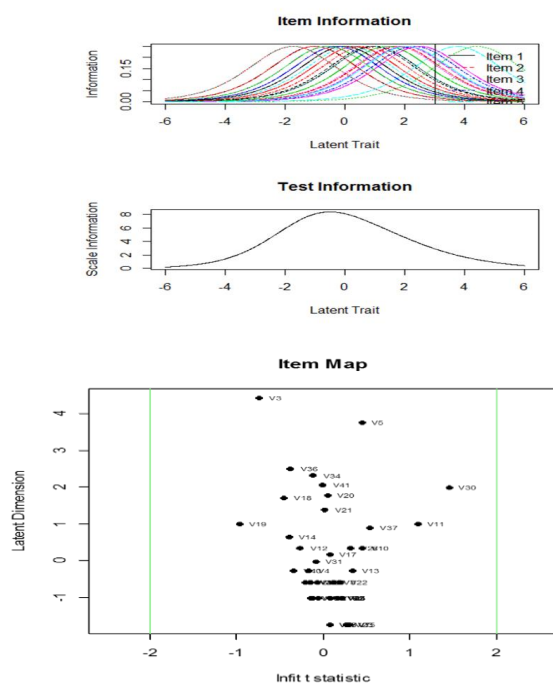 Item Information
Information
0.15
0.00
Item 1
Item 2
Item 3
Item 4
-6 -4 -2 0 2 4 6
Latent Trait
Test Information
Scale Information
8
6
4
2
0
-6 -4 -2 0 2 4 6
Latent Trait
Item Map
Latent Dimension
4
3
2
1
0
-1
V3
V5
V36
V34
V41
V30
V20
V18
V21
V19
V11
V37
V14
V12
V10
V17
V31
V4
V13
-2 -1 0 1 2
Infit t statistic